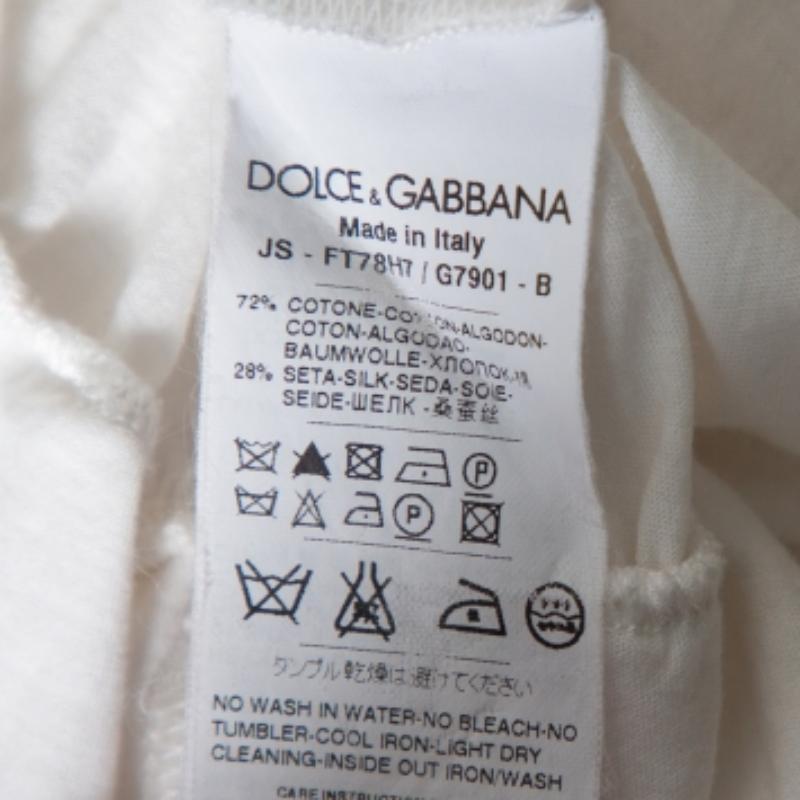 DOLCE & GABBANA
Made in Italy
JS - FT78H7 / G7901 - B
72% COTONE-COTTON-ALGODON-
COTON-ALGODAO-
BAUMWOLLE-ХЛОПОК-棉
28% SETA-SILK-SEDA-SOIE-
SEIDE-ШЕЛК -桑蚕丝
P
P
タンブル乾燥は避けてください
NO WASH IN WATER-NO BLEACH-NO
TUMBLER-COOL IRON-LIGHT DRY
CLEANING-INSIDE OUT IRON/WASH